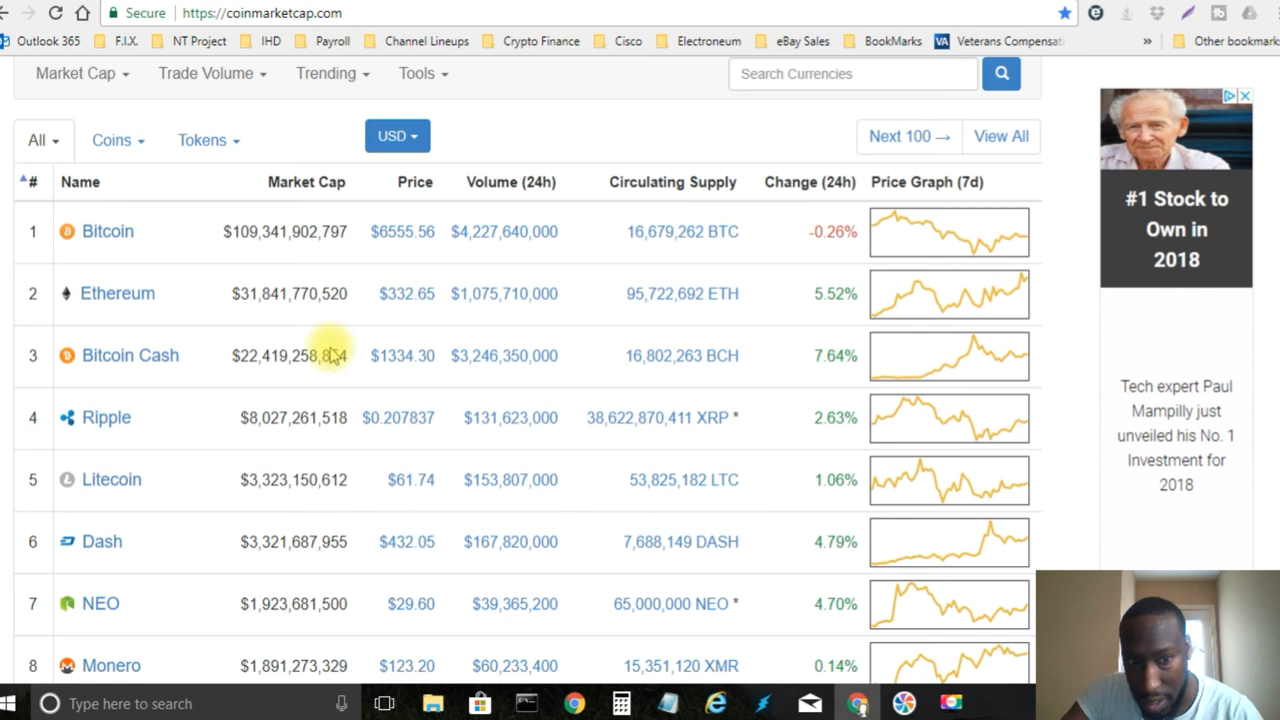 Secure https://coinmarketcap.com
Outlook 365 F.I.X. NT Project IHD Payroll Channel Lineups Crypto Finance Cisco Electroneum eBay Sales BookMarks VA Veterans Compensati » Other bookmarks
Market Cap Trade Volume Trending Tools Search Currencies
All Coins Tokens USD Next 100 → View All
# Name Market Cap Price Volume (24h) Circulating Supply Change (24h) Price Graph (7d)
1 Bitcoin $109,341,902,797 $6555.56 $4,227,640,000 16,679,262 BTC -0.26%
2 Ethereum $31,841,770,520 $332.65 $1,075,710,000 95,722,692 ETH 5.52%
3 Bitcoin Cash $1334.30 $3,246,350,000 16,802,263 BCH 7.64%
4 Ripple $8,027,261,518 $0.207837 $131,623,000 38,622,870,411 XRP * 2.63%
5 Litecoin $3,323,150,612 $61.74 $153,807,000 53,825,182 LTC 1.06%
6 Dash $3,321,687,955 $432.05 $167,820,000 7,688,149 DASH 4.79%
7 NEO $1,923,681,500 $29.60 $39,365,200 65,000,000 NEO * 4.70%
8 Monero $1,891,273,329 $123.20 $60,233,400 15,351,120 XMR 0.14%
#1 Stock to
Own in
2018
Tech expert Paul
Mampilly just
unveiled his No. 1
Investment for
2018
Type here to search